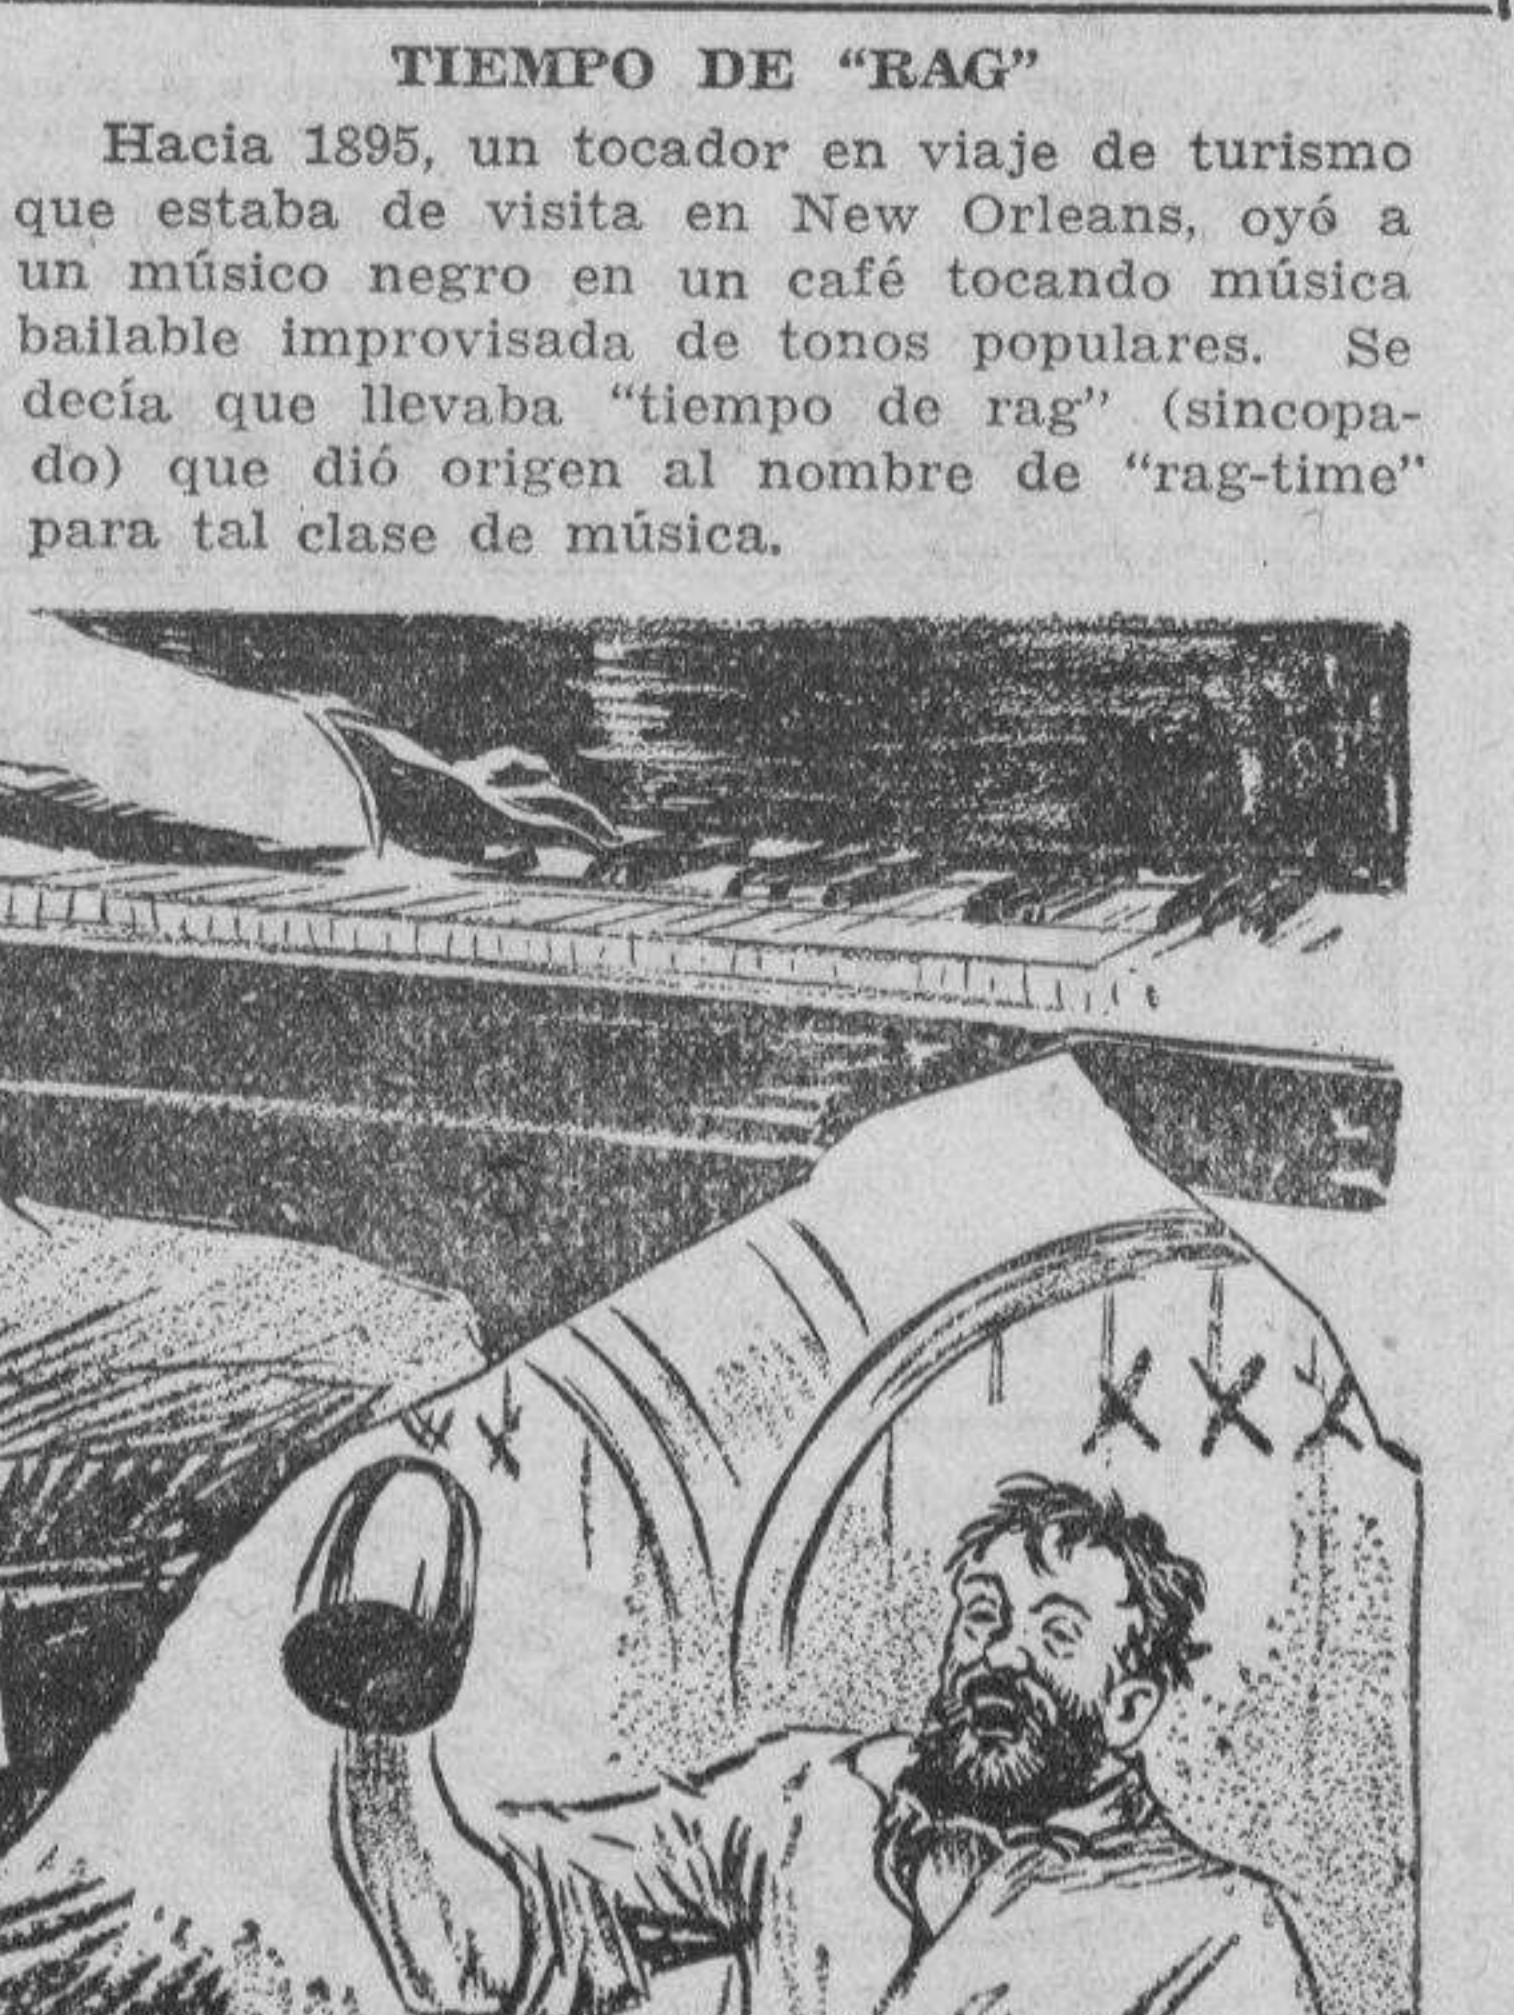 TIEMPO DE “RAG”
Hacia 1895, un tocador en viaje de turismo
que estaba de visita en New Orleans, oyó a
un músico negro en un café tocando música
bailable improvisada de tonos populares. Se
decía que llevaba “tiempo de rag” (sincopa-
do) que dió origen al nombre de “rag-time”
para tal clase de música.